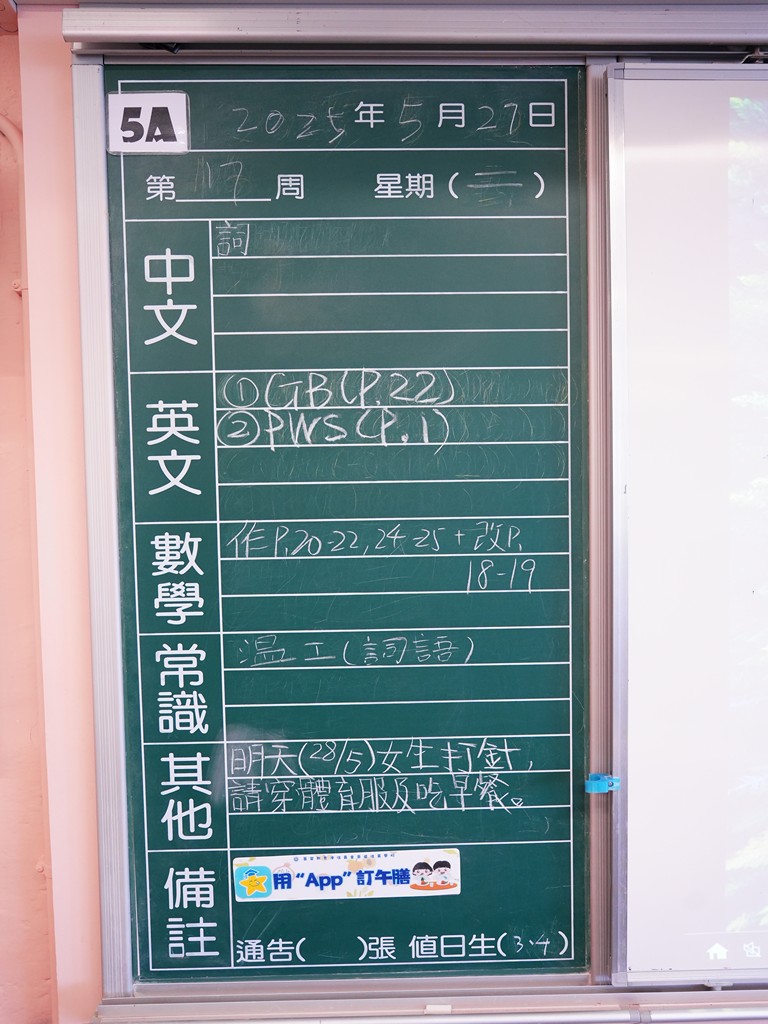 5A
2025年5月27日
第17周 星期(二)
中文
詞
英文
①GB(P.22)
②PWS(P.1)
數學
作P.20-22,24-25+改P.
18-19
常識
溫工(詞語)
其他
明天(28/5)女生打針,
請穿體育服及吃早餐。
備註
用“App”訂午膳
通告( )張 值日生(3.4)